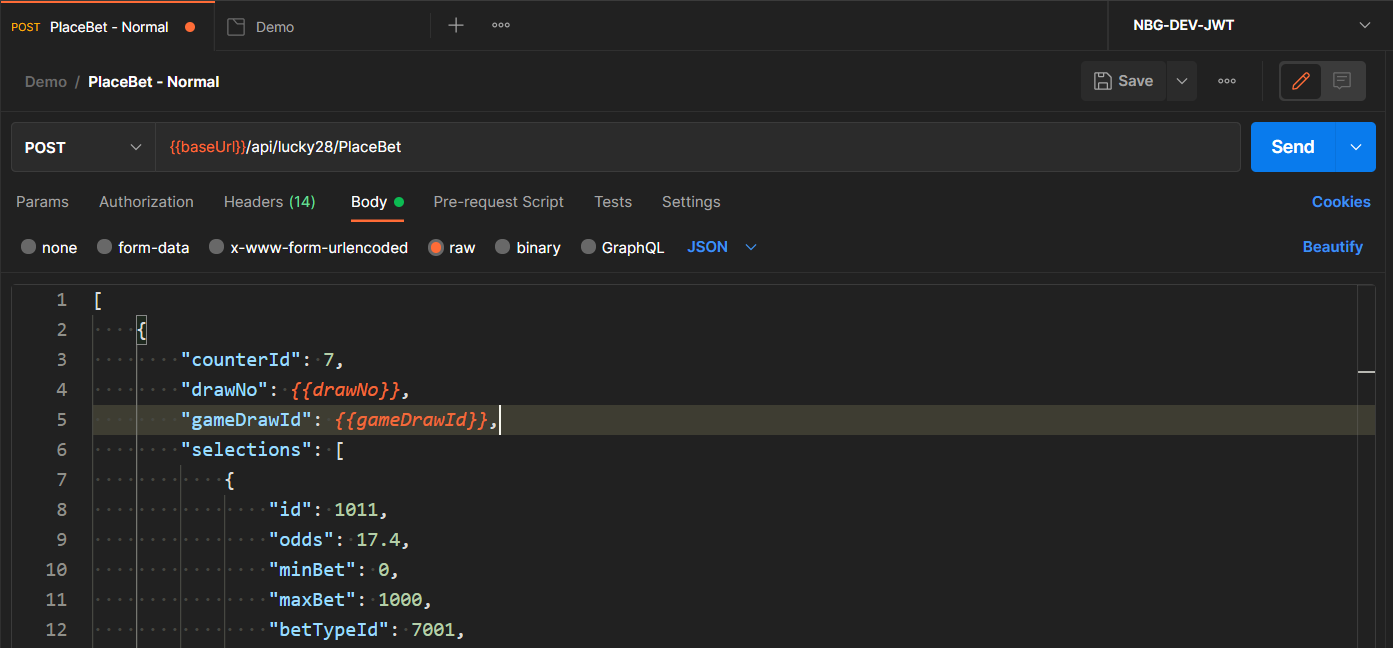 POST PlaceBet - Normal Demo NBG-DEV-JWT
Demo / PlaceBet - Normal Save
POST {{baseUrl}}/api/lucky28/PlaceBet Send
Params Authorization Headers (14) Body Pre-request Script Tests Settings Cookies
none form-data x-www-form-urlencoded raw binary GraphQL JSON Beautify
1 [
2 {
3 "counterId": 7,
4 "drawNo": {{drawNo}},
5 "gameDrawId": {{gameDrawId}},
6 "selections": [
7 {
8 "id": 1011,
9 "odds": 17.4,
10 "minBet": 0,
11 "maxBet": 1000,
12 "betTypeId": 7001,